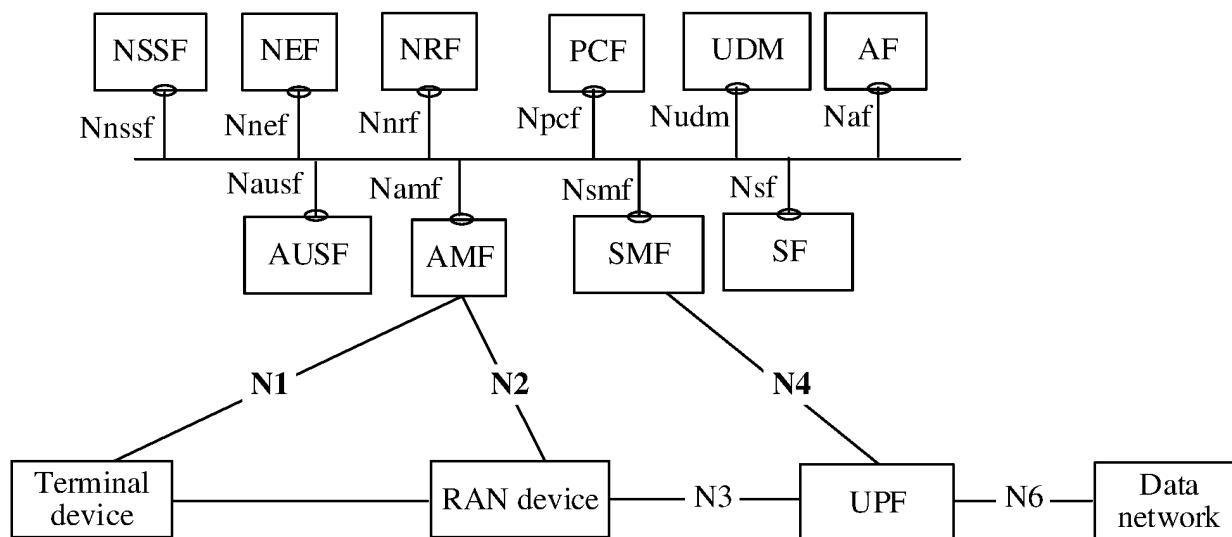 NSSF
NEF
NRF
PCF
UDM
AF
Nnssf
Nnef
Nnrf
Npcf
Nudm
Naf
Nausf
Namf
Nsmf
Nsf
AUSF
AMF
SMF
SF
N1
N2
N4
Terminal
device
RAN device
N3
UPF
N6
Data
network